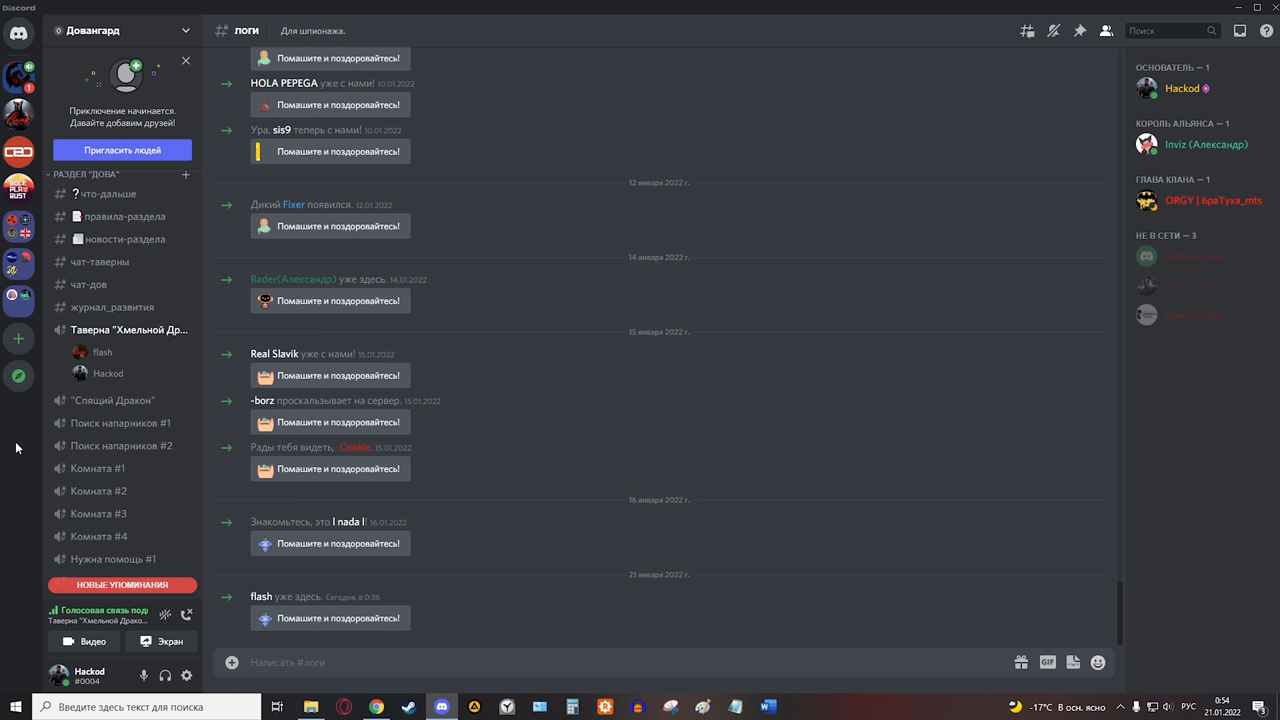 Discord
Довангард
логи
Для шпионажа.
Поиск
Приключение начинается.
Давайте добавим друзей!
Пригласить людей
РАЗДЕЛ "ДОВА"
?что-дальше
правила-раздела
новости-раздела
чат-таверны
чат-дов
журнал_развития
Таверна "Хмельной Др...
flash
Hackod
"Спящий Дракон"
Поиск напарников #1
Поиск напарников #2
Комната #1
Комната #2
Комната #3
Комната #4
Нужна помощь #1
НОВЫЕ УПОМИНАНИЯ
Голосовая связь под
Таверна "Хмельной Драко...
Видео
Экран
Hackod
#0004
Помашите и поздоровайтесь!
HOLA PEPEGA уже с нами! 10.01.2022
Помашите и поздоровайтесь!
Ура, sis9 теперь с нами! 10.01.2022
Помашите и поздоровайтесь!
12 января 2022 г.
Дикий Fixer появился. 12.01.2022
Помашите и поздоровайтесь!
14 января 2022 г.
Rader(Александр) уже здесь. 14.01.2022
Помашите и поздоровайтесь!
15 января 2022 г.
Real Slavik уже с нами! 15.01.2022
Помашите и поздоровайтесь!
-borz проскальзывает на сервер. 15.01.2022
Помашите и поздоровайтесь!
Рады тебя видеть, .Cookie. 15.01.2022
Помашите и поздоровайтесь!
16 января 2022 г.
Знакомьтесь, это I nada I! 16.01.2022
Помашите и поздоровайтесь!
21 января 2022 г.
flash уже здесь. Сегодня, в 0:36
Помашите и поздоровайтесь!
Написать #логи
GIF
ОСНОВАТЕЛЬ — 1
Hackod
КОРОЛЬ АЛЬЯНСА — 1
Inviz (Александр)
ГЛАВА КЛАНА — 1
ORGY | 6paTyxa_mts
НЕ В СЕТИ — 3
Введите здесь текст для поиска
-17°C В осн. ясно
РУС
0:54
21.01.2022